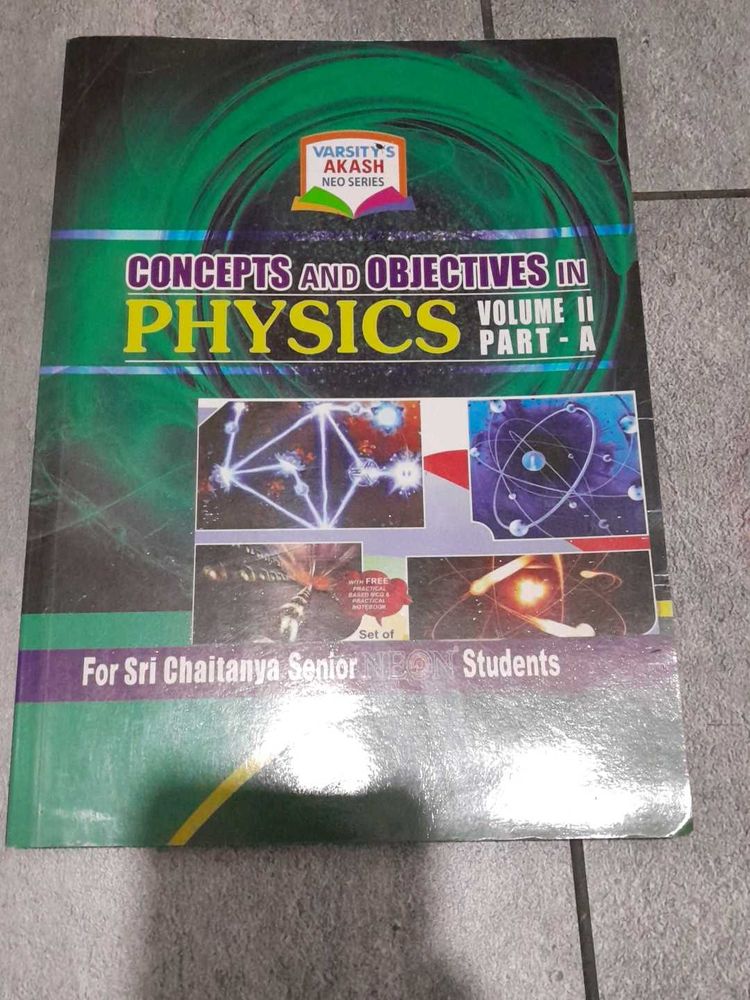 VARSITY'S
AKASH
NEO SERIES
CONCEPTS AND OBJECTIVES IN
PHYSICS VOLUME II
PART - A
WITH FREE
PRACTICAL
BASED MCQ &
PRACTICAL
NOTEBOOK
Set of
For Sri Chaitanya Senior NEON Students